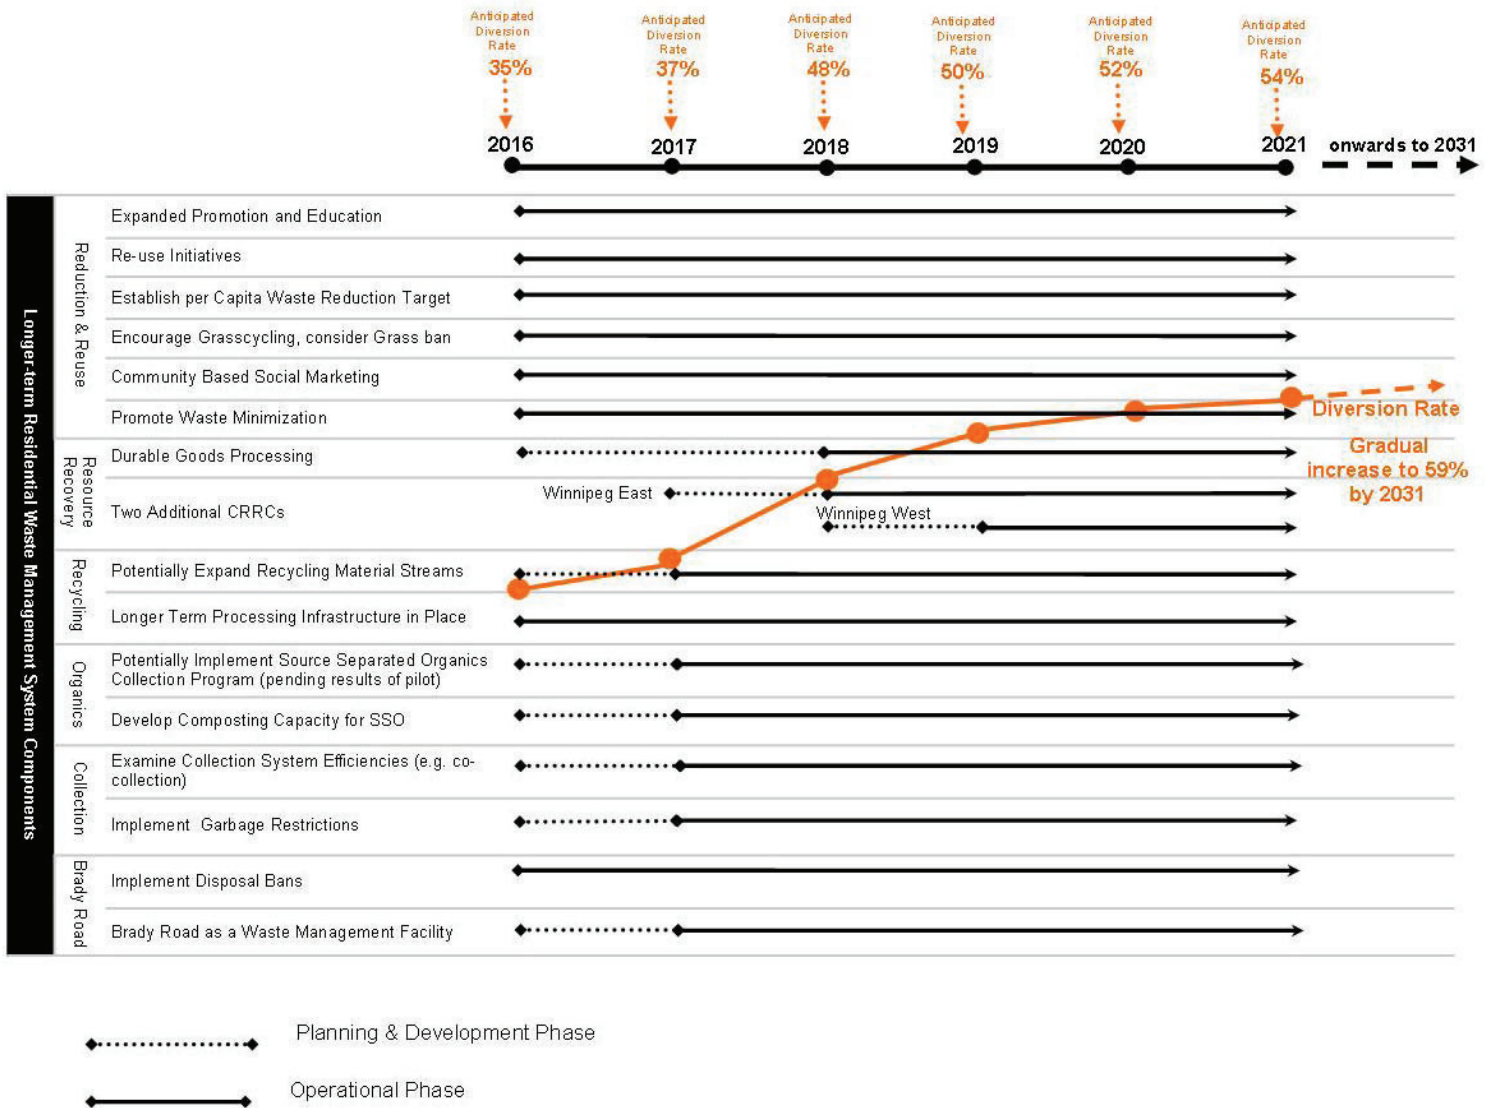 Anticipated
Diversion
Rate
35%
Anticipated
Diversion
Rate
37%
Anticipated
Diversion
Rate
48%
Anticipated
Diversion
Rate
50%
Anticipated
Diversion
Rate
52%
Anticipated
Diversion
Rate
54%
2016
2017
2018
2019
2020
2021
onwards to 2031
Longer-term Residential Waste Management System Components
Reduction & Reuse
Expanded Promotion and Education
Re-use Initiatives
Establish per Capita Waste Reduction Target
Encourage Grasscycling, consider Grass ban
Community Based Social Marketing
Promote Waste Minimization
Diversion Rate
Gradual
increase to 59%
by 2031
Resource
Recovery
Durable Goods Processing
Two Additional CRRCs
Winnipeg East
Winnipeg West
Recycling
Potentially Expand Recycling Material Streams
Longer Term Processing Infrastructure in Place
Organics
Potentially Implement Source Separated Organics
Collection Program (pending results of pilot)
Develop Composting Capacity for SSO
Collection
Examine Collection System Efficiencies (e.g. co-
collection)
Implement Garbage Restrictions
Brady Road
Implement Disposal Bans
Brady Road as a Waste Management Facility
Planning & Development Phase
Operational Phase